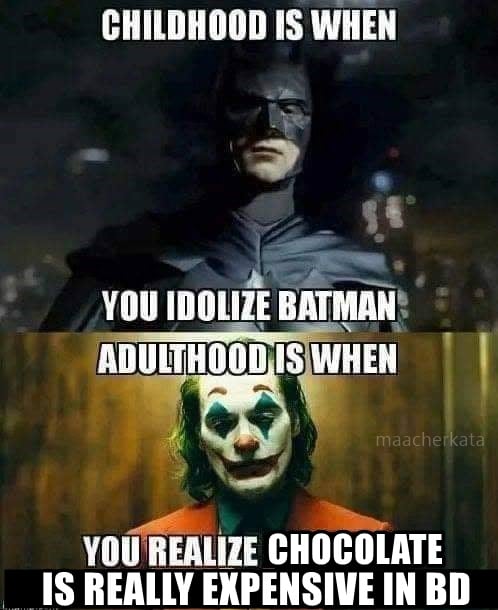 CHILDHOOD IS WHEN
YOU IDOLIZE BATMAN
ADULTHOOD IS WHEN
maacherkata
YOU REALIZE CHOCOLATE
IS REALLY EXPENSIVE IN BD